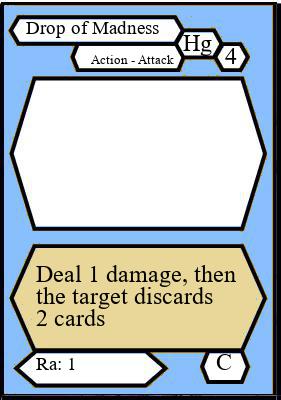 Drop of Madness
Hg
Action - Attack
4
Deal 1 damage, then
the target discards
2 cards
Ra: 1
C